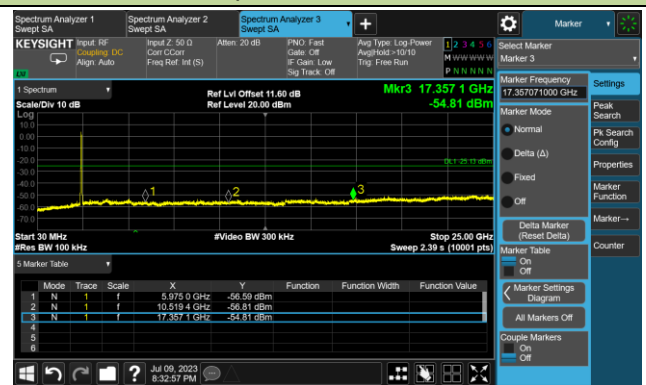 Spectrum Analyzer 1
Swept SA
Spectrum Analyzer 2
Swept SA
Spectrum Analyzer 3
Swept SA
Marker
KEYSIGHT
Input: RF
Coupling: DC
Align: Auto
Input Z: 50 Ω
Corr CCorr
Freq Ref: Int (S)
Atten: 20 dB
PNO: Fast
Gate: Off
IF Gain: Low
Sig Track: Off
Avg Type: Log-Power
Avg|Hold:>10/10
Trig: Free Run
1 2 3 4 5 6
M W W W W W
P N N N N N
LXI
Select Marker
Marker 3
1 Spectrum
Scale/Div 10 dB
Log
Ref Lvl Offset 11.60 dB
Ref Level 20.00 dBm
Mkr3 17.357 1 GHz
-54.81 dBm
10.0
0.00
-10.0
-20.0
-30.0
-40.0
-50.0
-60.0
-70.0
DL1 -25.13 dBm
1
2
3
Start 30 MHz
#Res BW 100 kHz
#Video BW 300 kHz
Stop 25.00 GHz
Sweep 2.39 s (10001 pts)
5 Marker Table
Mode Trace Scale X Y Function Function Width Function Value
1 N 1 f 5.975 0 GHz -56.59 dBm
2 N 1 f 10.519 4 GHz -56.81 dBm
3 N 1 f 17.357 1 GHz -54.81 dBm
4
5
6
Marker Frequency
17.357071000 GHz
Marker Mode
Normal
Delta (Δ)
Fixed
Off
Delta Marker
(Reset Delta)
Marker Table
On
Off
Marker Settings
Diagram
All Markers Off
Couple Markers
On
Off
Settings
Peak
Search
Pk Search
Config
Properties
Marker
Function
Marker→
Counter
?
Jul 09, 2023
8:32:57 PM